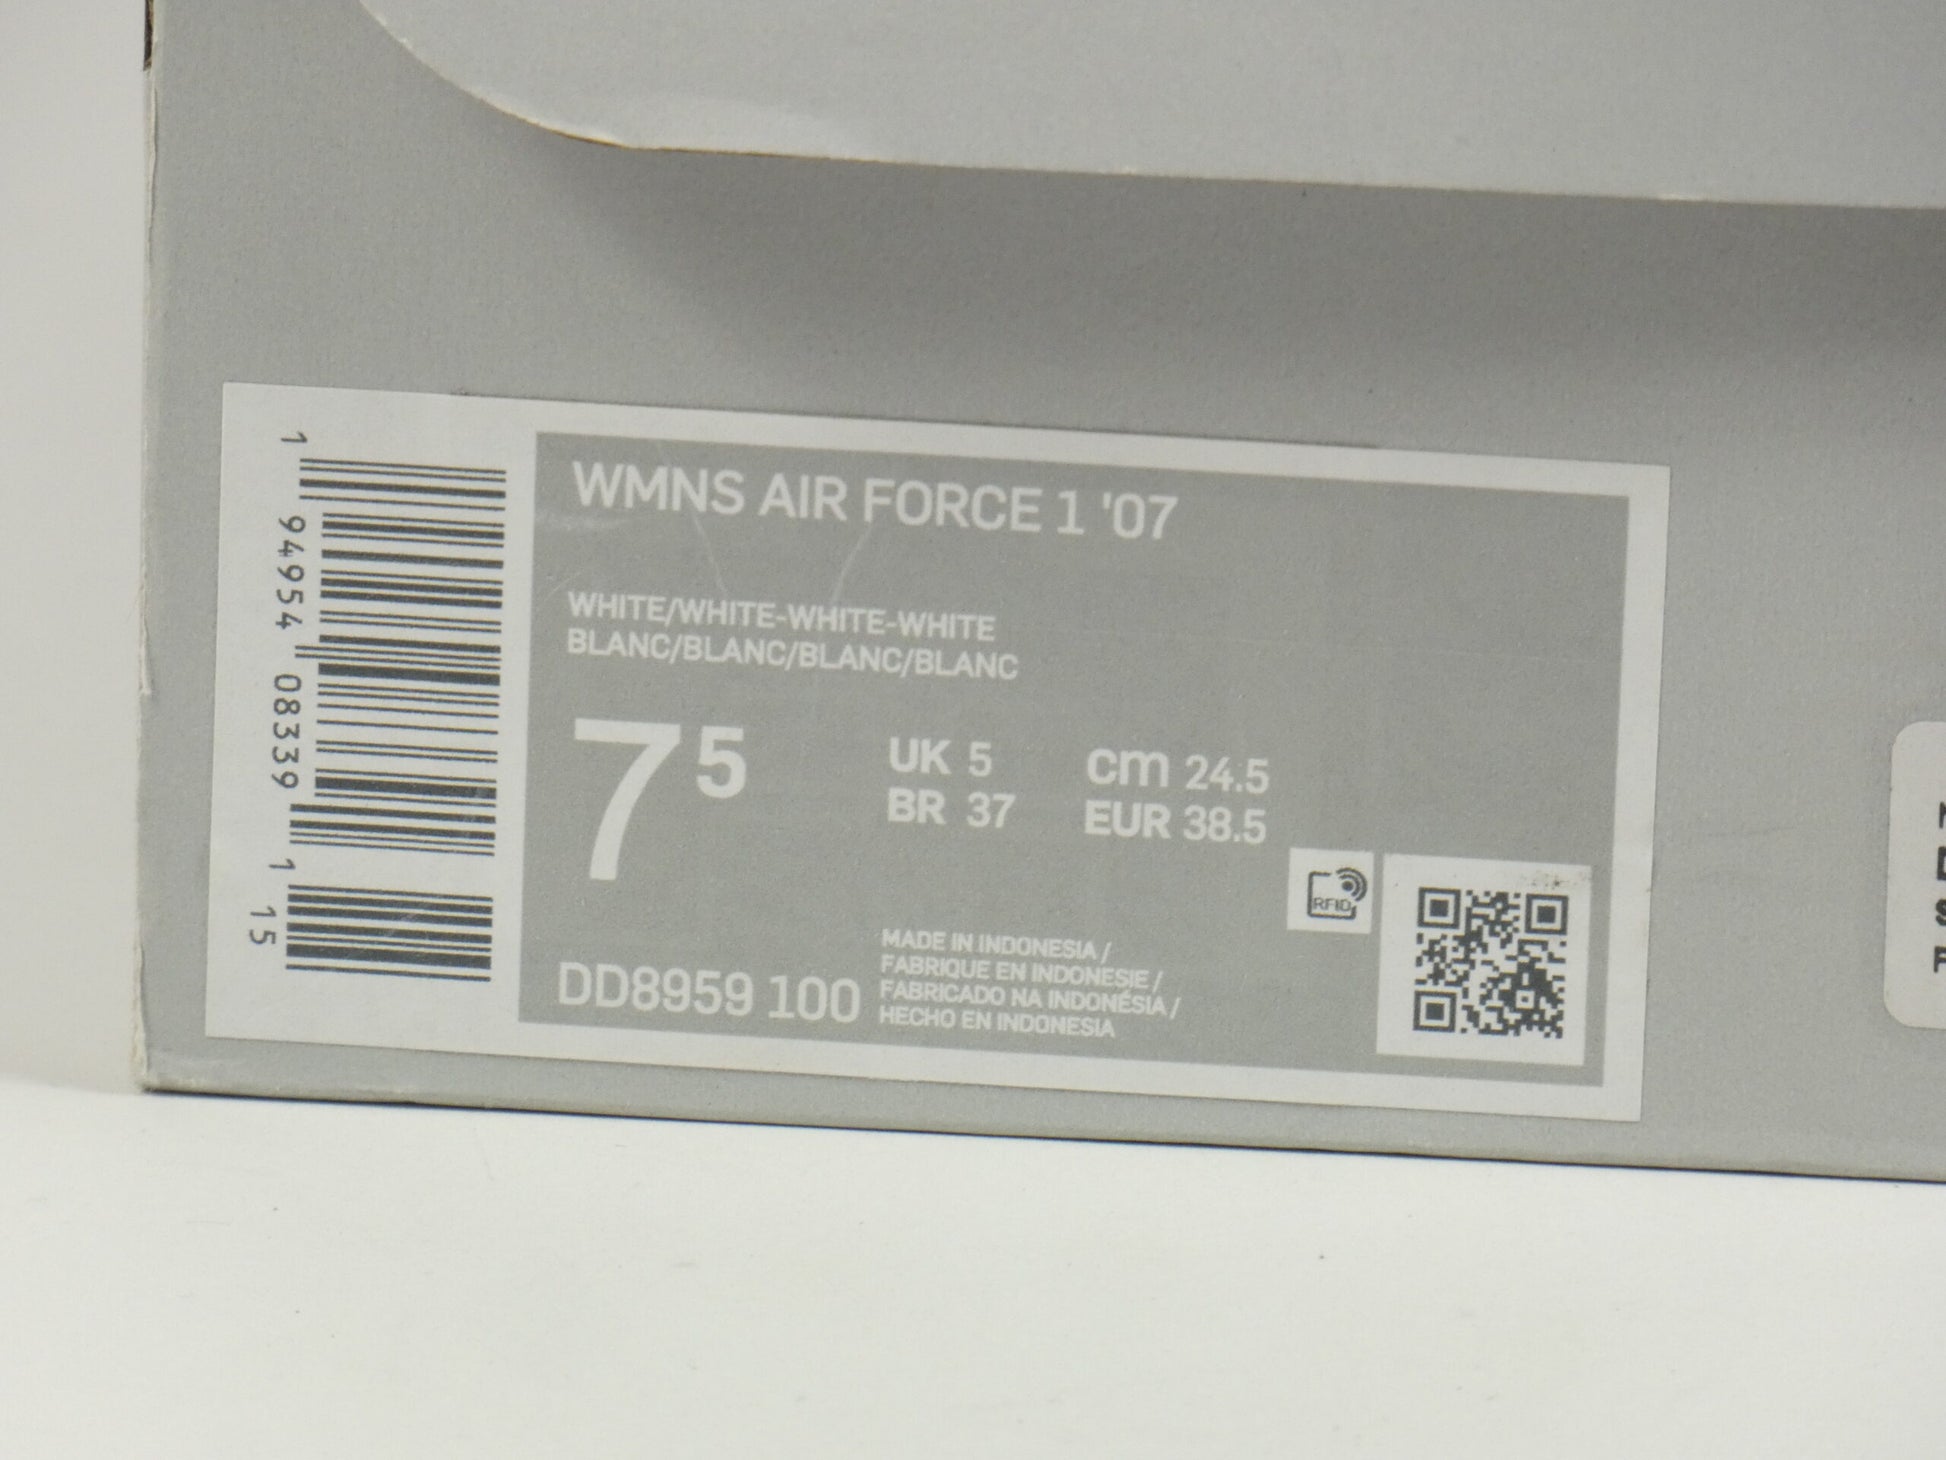 WMNS AIR FORCE 1 '07
WHITE/WHITE-WHITE-WHITE
BLANC/BLANC/BLANC/BLANC
7 5
UK 5
BR 37
cm 24.5
EUR 38.5
RFID
DD8959 100
MADE IN INDONESIA /
FABRIQUE EN INDONESIE /
FABRICADO NA INDONÉSIA /
HECHO EN INDONESIA
1 94954 08339 1 15